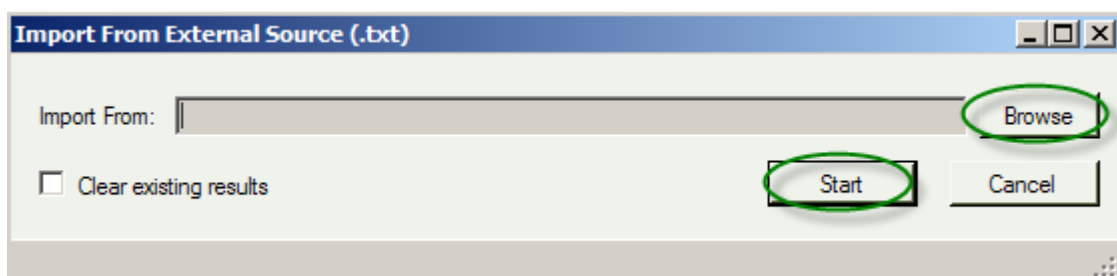 Import From External Source (.txt)
Import From: Browse
Clear existing results Start Cancel